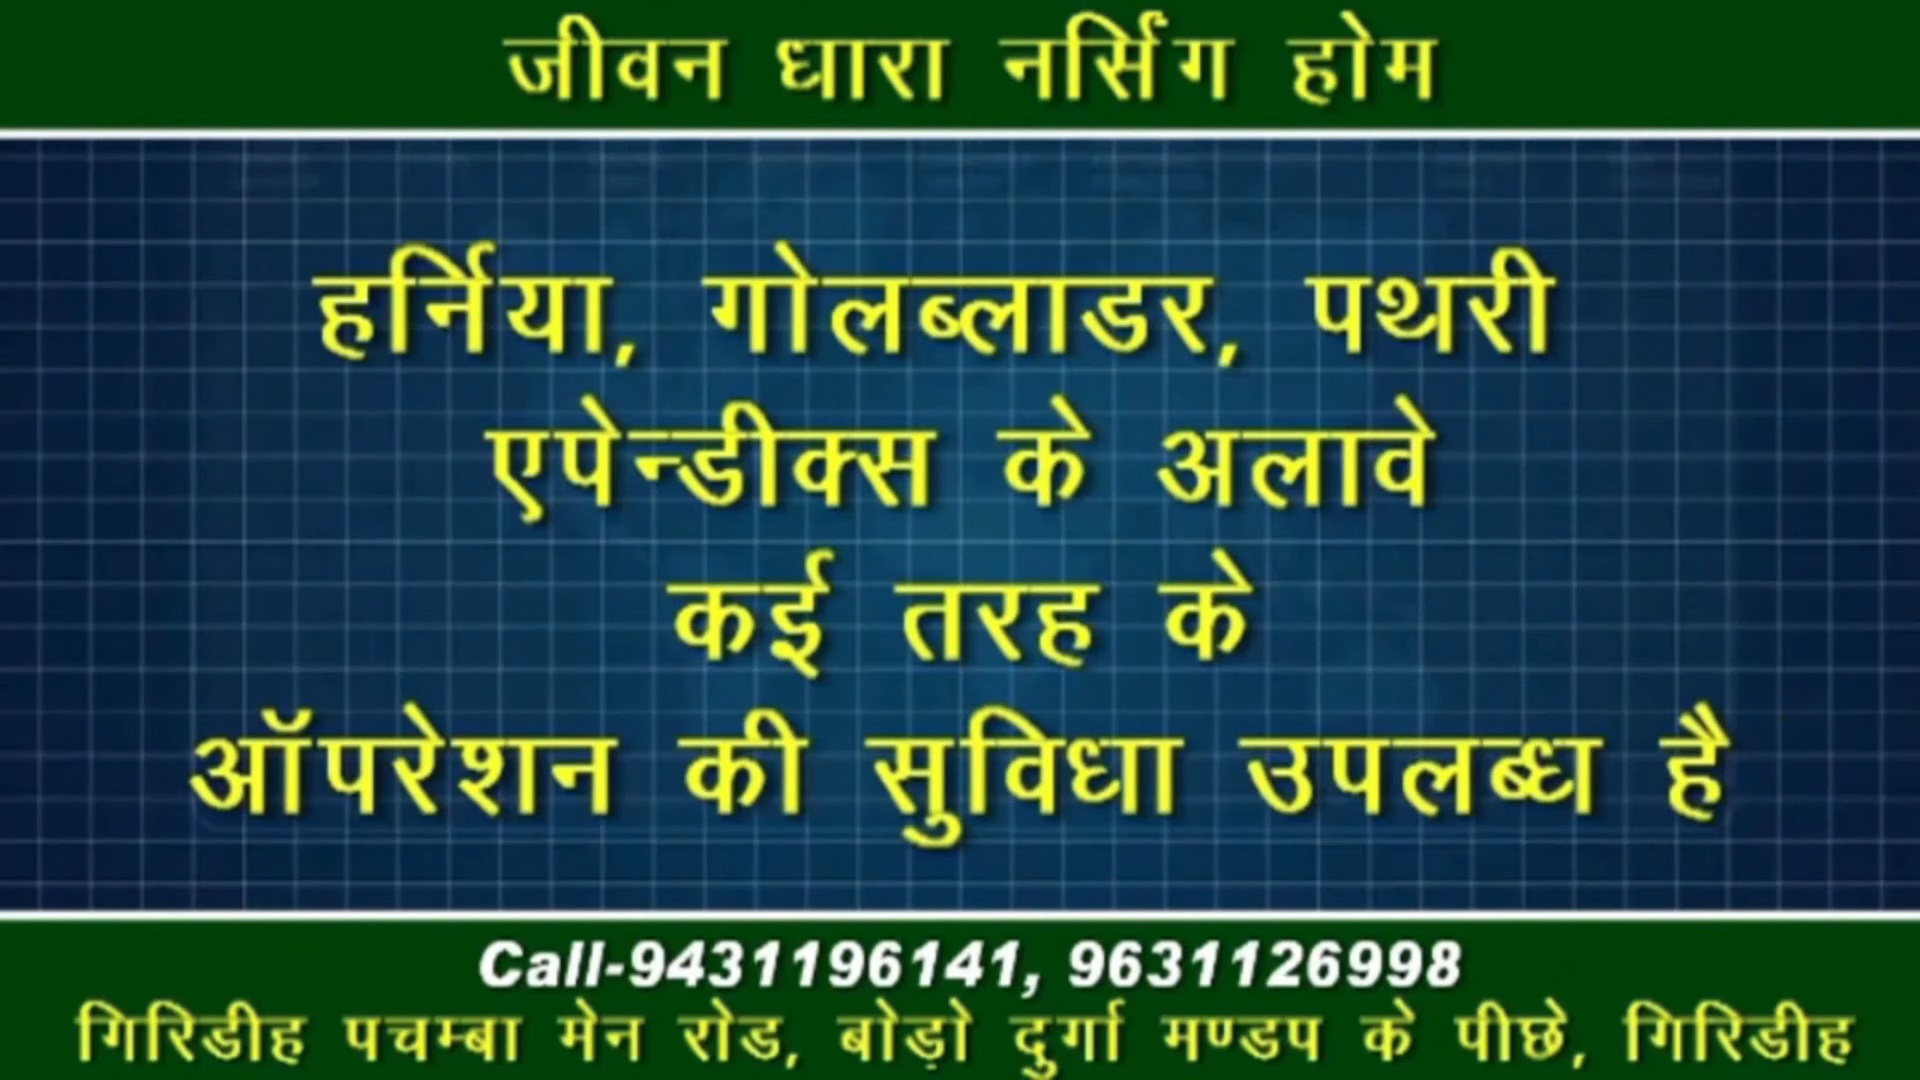 जीवन धारा नर्सिंग होम
हर्निया, गोलब्लाडर, पथरी
एपेन्डीक्स के अलावे
कई तरह के
ऑपरेशन की सुविधा उपलब्ध है
Call-9431196141, 9631126998
गिरिडीह पचम्बा मेन रोड, बोड़ो दुर्गा मण्डप के पीछे, गिरिडीह